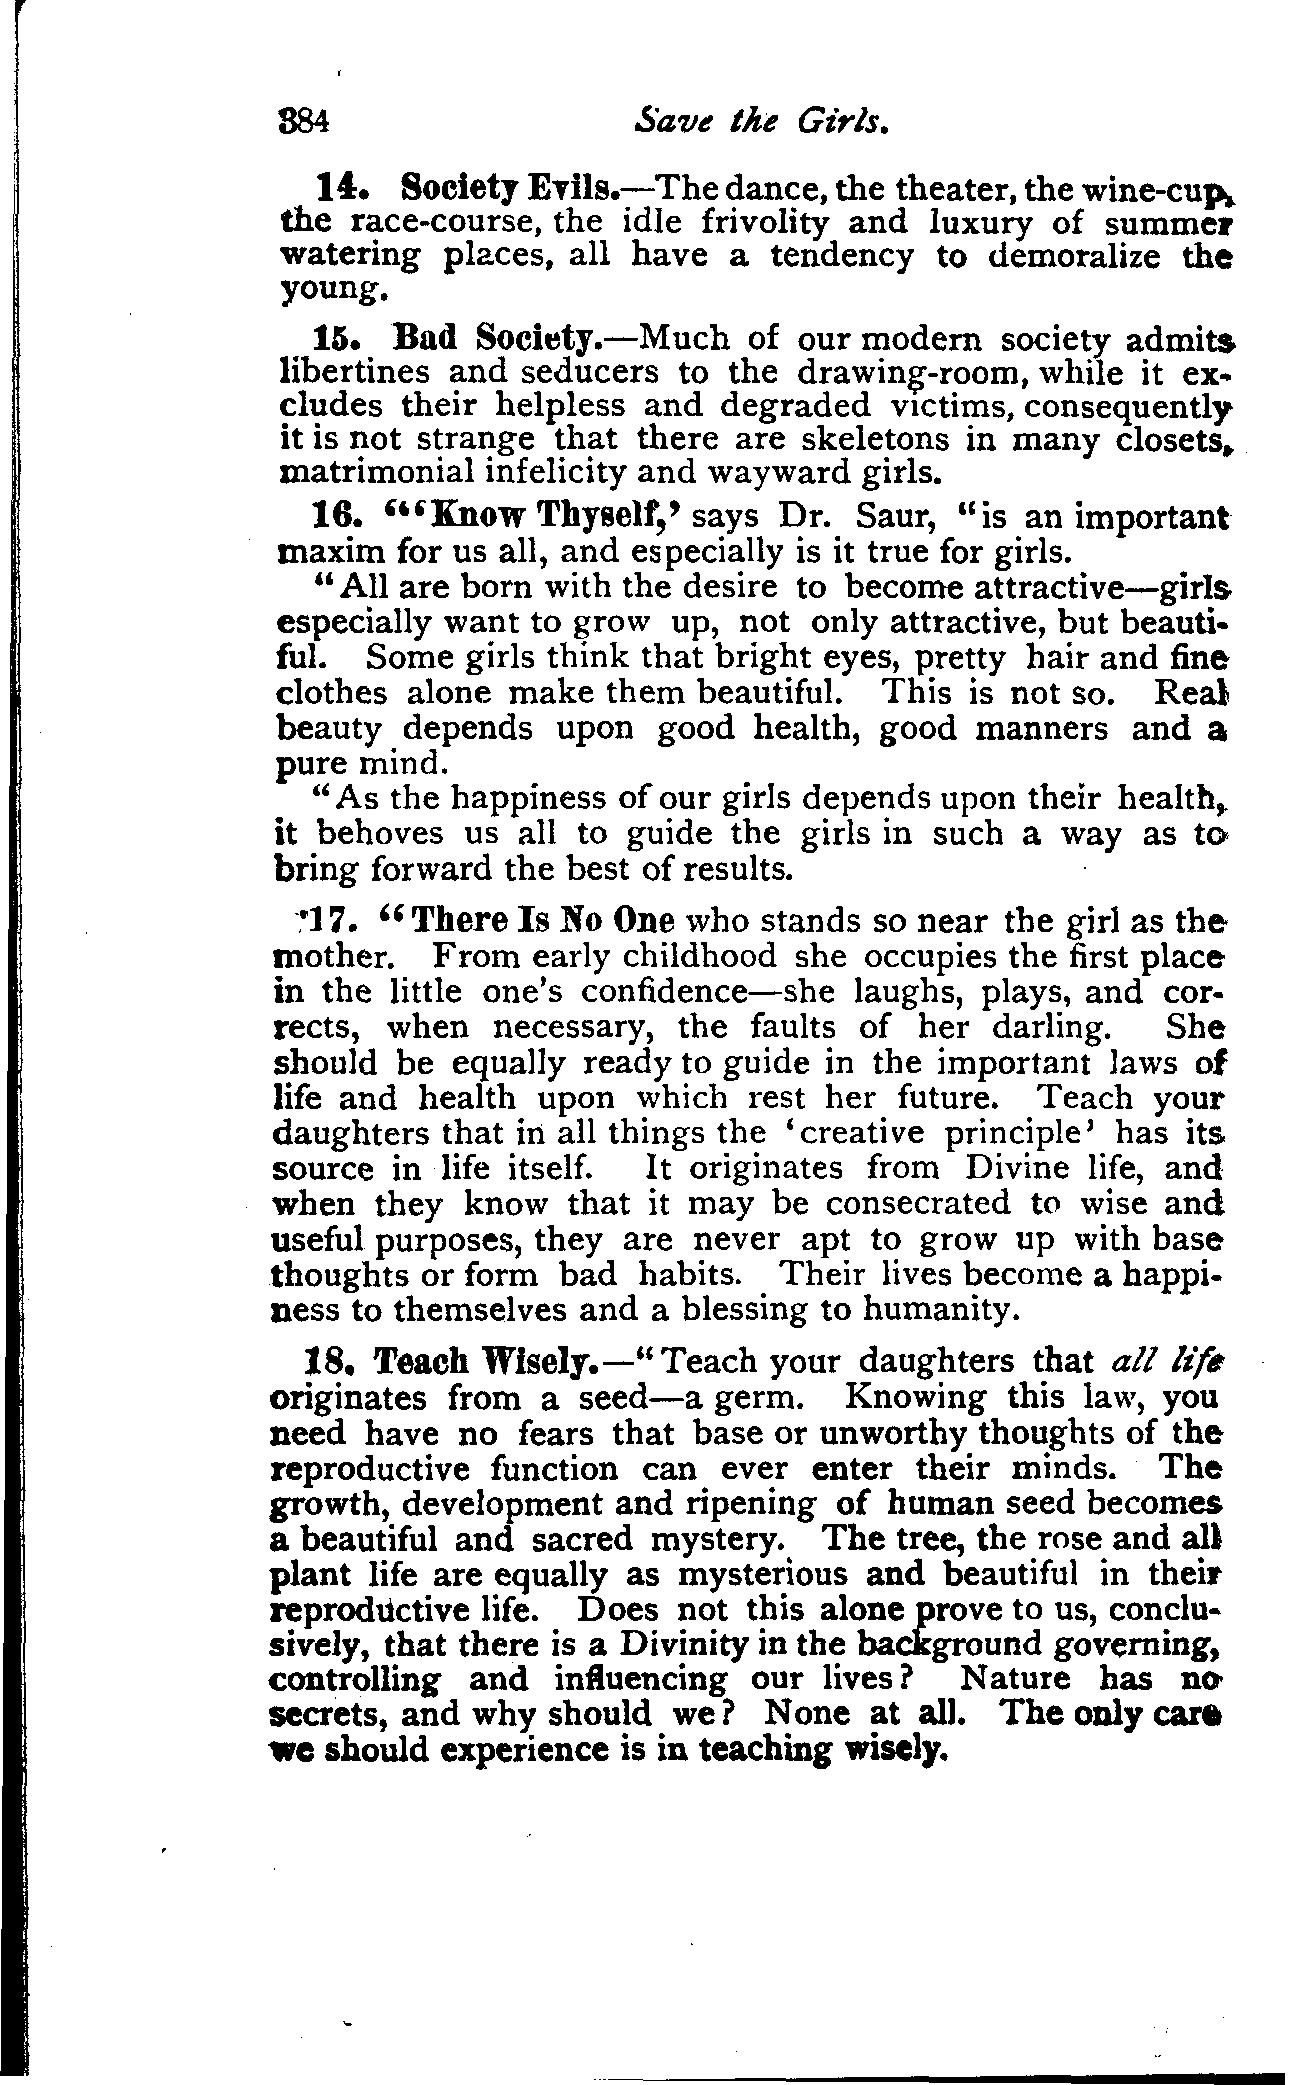 384 Save the Girls.
14. Society Evils.—The dance, the theater, the wine-cup,
the race-course, the idle frivolity and luxury of summer
watering places, all have a tendency to demoralize the
young.
15. Bad Society.—Much of our modern society admits
libertines and seducers to the drawing-room, while it ex-
cludes their helpless and degraded victims, consequently
it is not strange that there are skeletons in many closets,
matrimonial infelicity and wayward girls.
16. "'Know Thyself,' says Dr. Saur, "is an important
maxim for us all, and especially is it true for girls.
"All are born with the desire to become attractive—girls
especially want to grow up, not only attractive, but beauti-
ful. Some girls think that bright eyes, pretty hair and fine
clothes alone make them beautiful. This is not so. Real
beauty depends upon good health, good manners and a
pure mind.
"As the happiness of our girls depends upon their health,
it behoves us all to guide the girls in such a way as to
bring forward the best of results.
17. "There Is No One who stands so near the girl as the
mother. From early childhood she occupies the first place
in the little one's confidence—she laughs, plays, and cor-
rects, when necessary, the faults of her darling. She
should be equally ready to guide in the important laws of
life and health upon which rest her future. Teach your
daughters that in all things the 'creative principle' has its
source in life itself. It originates from Divine life, and
when they know that it may be consecrated to wise and
useful purposes, they are never apt to grow up with base
thoughts or form bad habits. Their lives become a happi-
ness to themselves and a blessing to humanity.
18. Teach Wisely.—"Teach your daughters that all life
originates from a seed—a germ. Knowing this law, you
need have no fears that base or unworthy thoughts of the
reproductive function can ever enter their minds. The
growth, development and ripening of human seed becomes
a beautiful and sacred mystery. The tree, the rose and all
plant life are equally as mysterious and beautiful in their
reproductive life. Does not this alone prove to us, conclu-
sively, that there is a Divinity in the background governing,
controlling and influencing our lives? Nature has no
secrets, and why should we? None at all. The only care
we should experience is in teaching wisely.